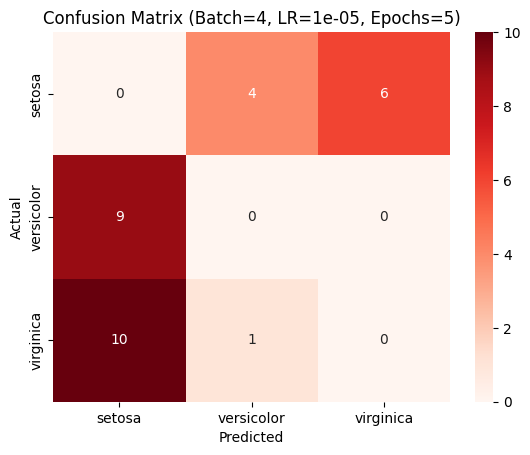 Confusion Matrix (Batch=4, LR=1e-05, Epochs=5)
Actual
setosa 0 4 6
versicolor 9 0 0
virginica 10 1 0
setosa versicolor virginica
Predicted
10
8
6
4
2
0